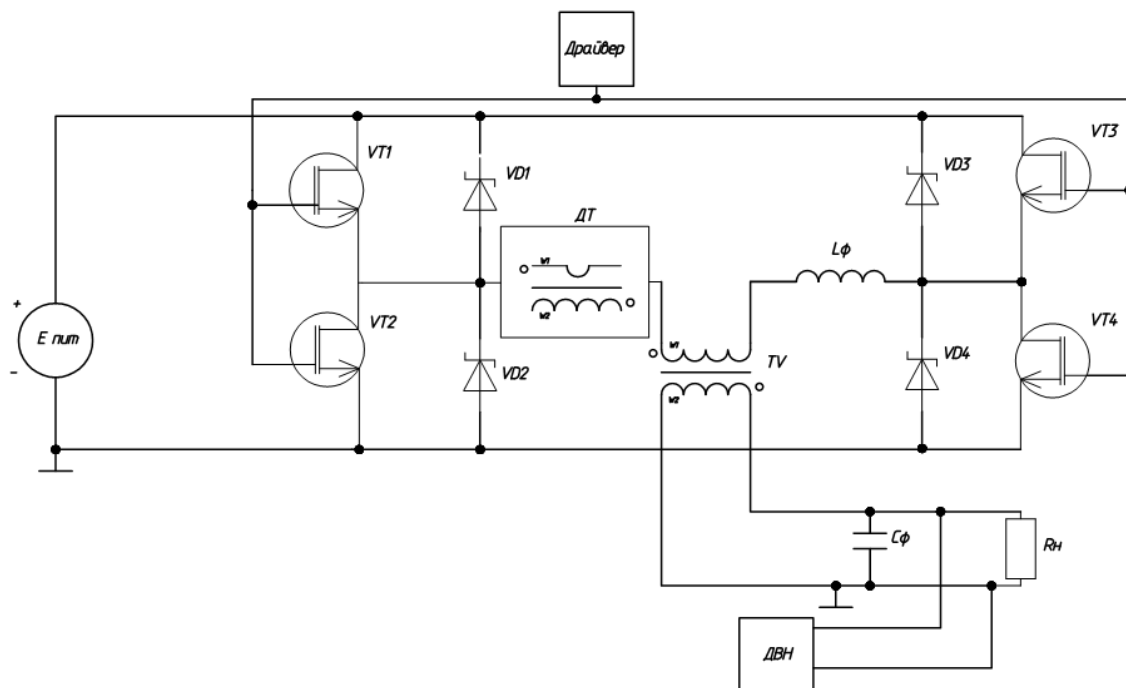 Драйвер
VT1
VD1
VD3
VT3
ДТ
w1
w2
Lф
+
E пит
-
VT2
VD2
w1
TV
w2
VD4
VT4
Cф
Rн
ДВН